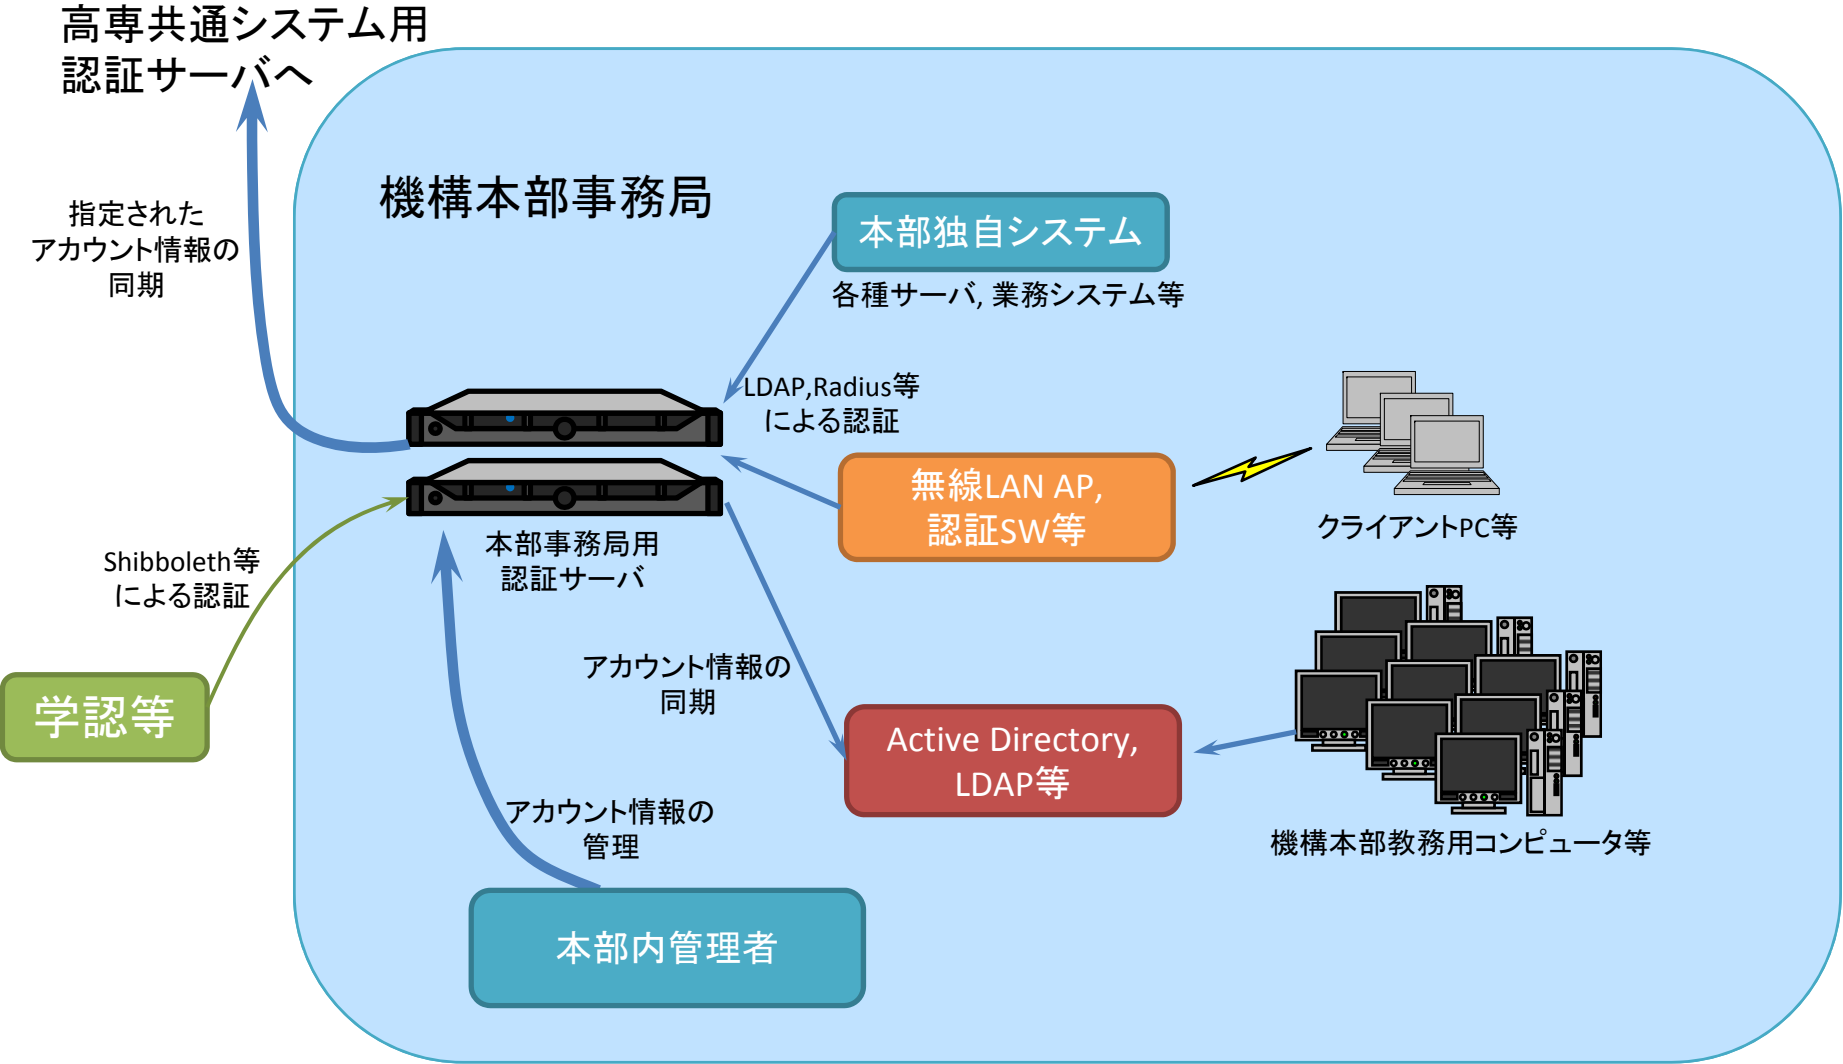 高専共通システム用
認証サーバへ
機構本部事務局
指定された
アカウント情報の
同期
本部独自システム
各種サーバ, 業務システム等
LDAP,Radius等
による認証
無線LAN AP,
認証SW等
クライアントPC等
本部事務局用
認証サーバ
Shibboleth等
による認証
学認等
アカウント情報の
同期
Active Directory,
LDAP等
機構本部教務用コンピュータ等
アカウント情報の
管理
本部内管理者